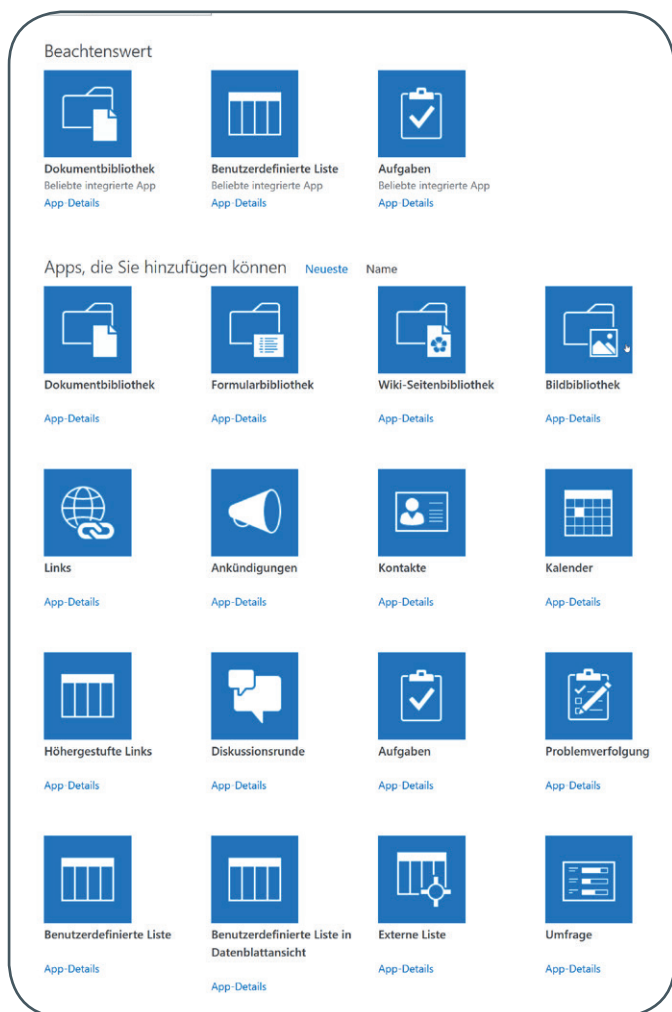 Beachtenswert
Dokumentbibliothek Benutzerdefinierte Liste Aufgaben
Beliebte integrierte App Beliebte integrierte App Beliebte integrierte App
App-Details App-Details App-Details
Apps, die Sie hinzufügen können Neueste Name
Dokumentbibliothek Formularbibliothek Wiki-Seitenbibliothek Bildbibliothek
App-Details App-Details App-Details App-Details
Links Ankündigungen Kontakte Kalender
App-Details App-Details App-Details App-Details
Höhergestufte Links Diskussionsrunde Aufgaben Problemverfolgung
App-Details App-Details App-Details App-Details
Benutzerdefinierte Liste Benutzerdefinierte Liste in Externe Liste Umfrage
Datenblattansicht
App-Details App-Details App-Details
App-Details